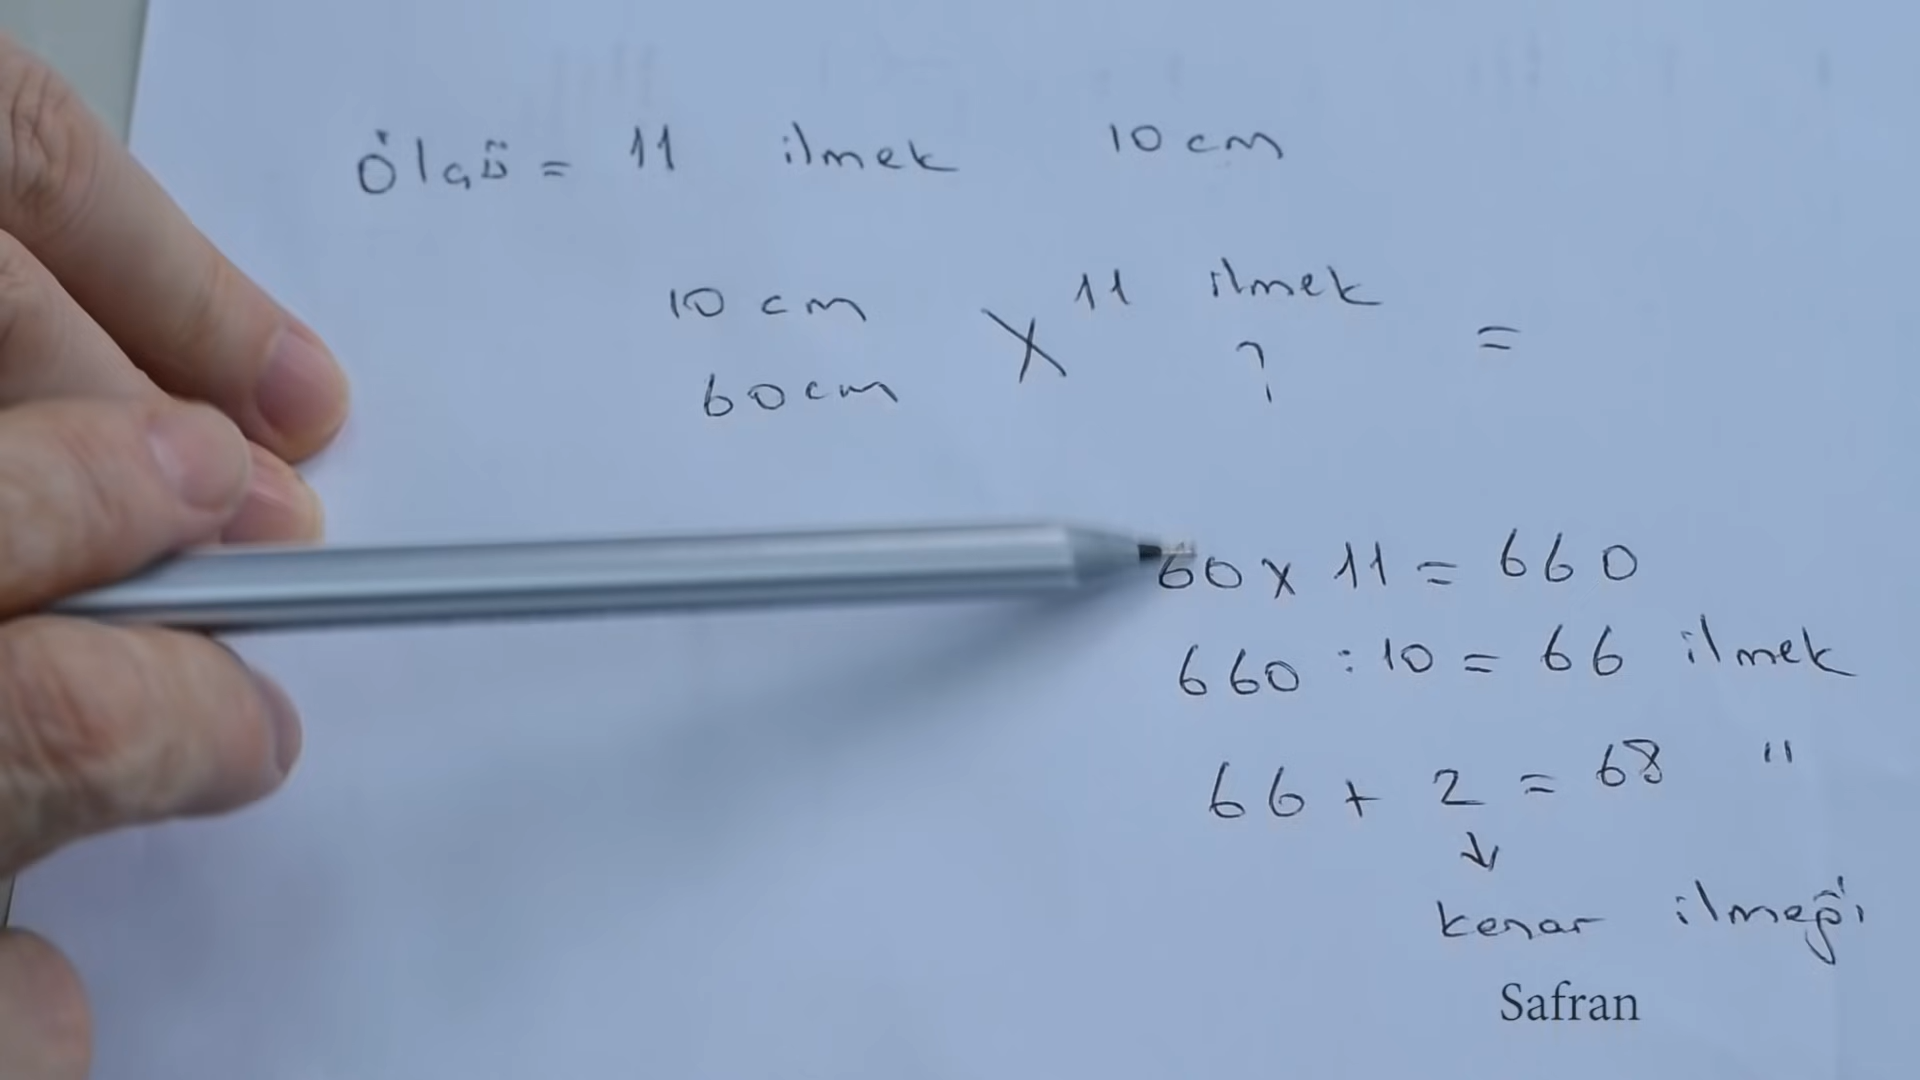 Ölçü = 11 ilmek 10 cm
10 cm X 11 ilmek =
60 cm ?
60 x 11 = 660
660 : 10 = 66 ilmek
66 + 2 = 68 "
↓
kenar ilmeği
Safran